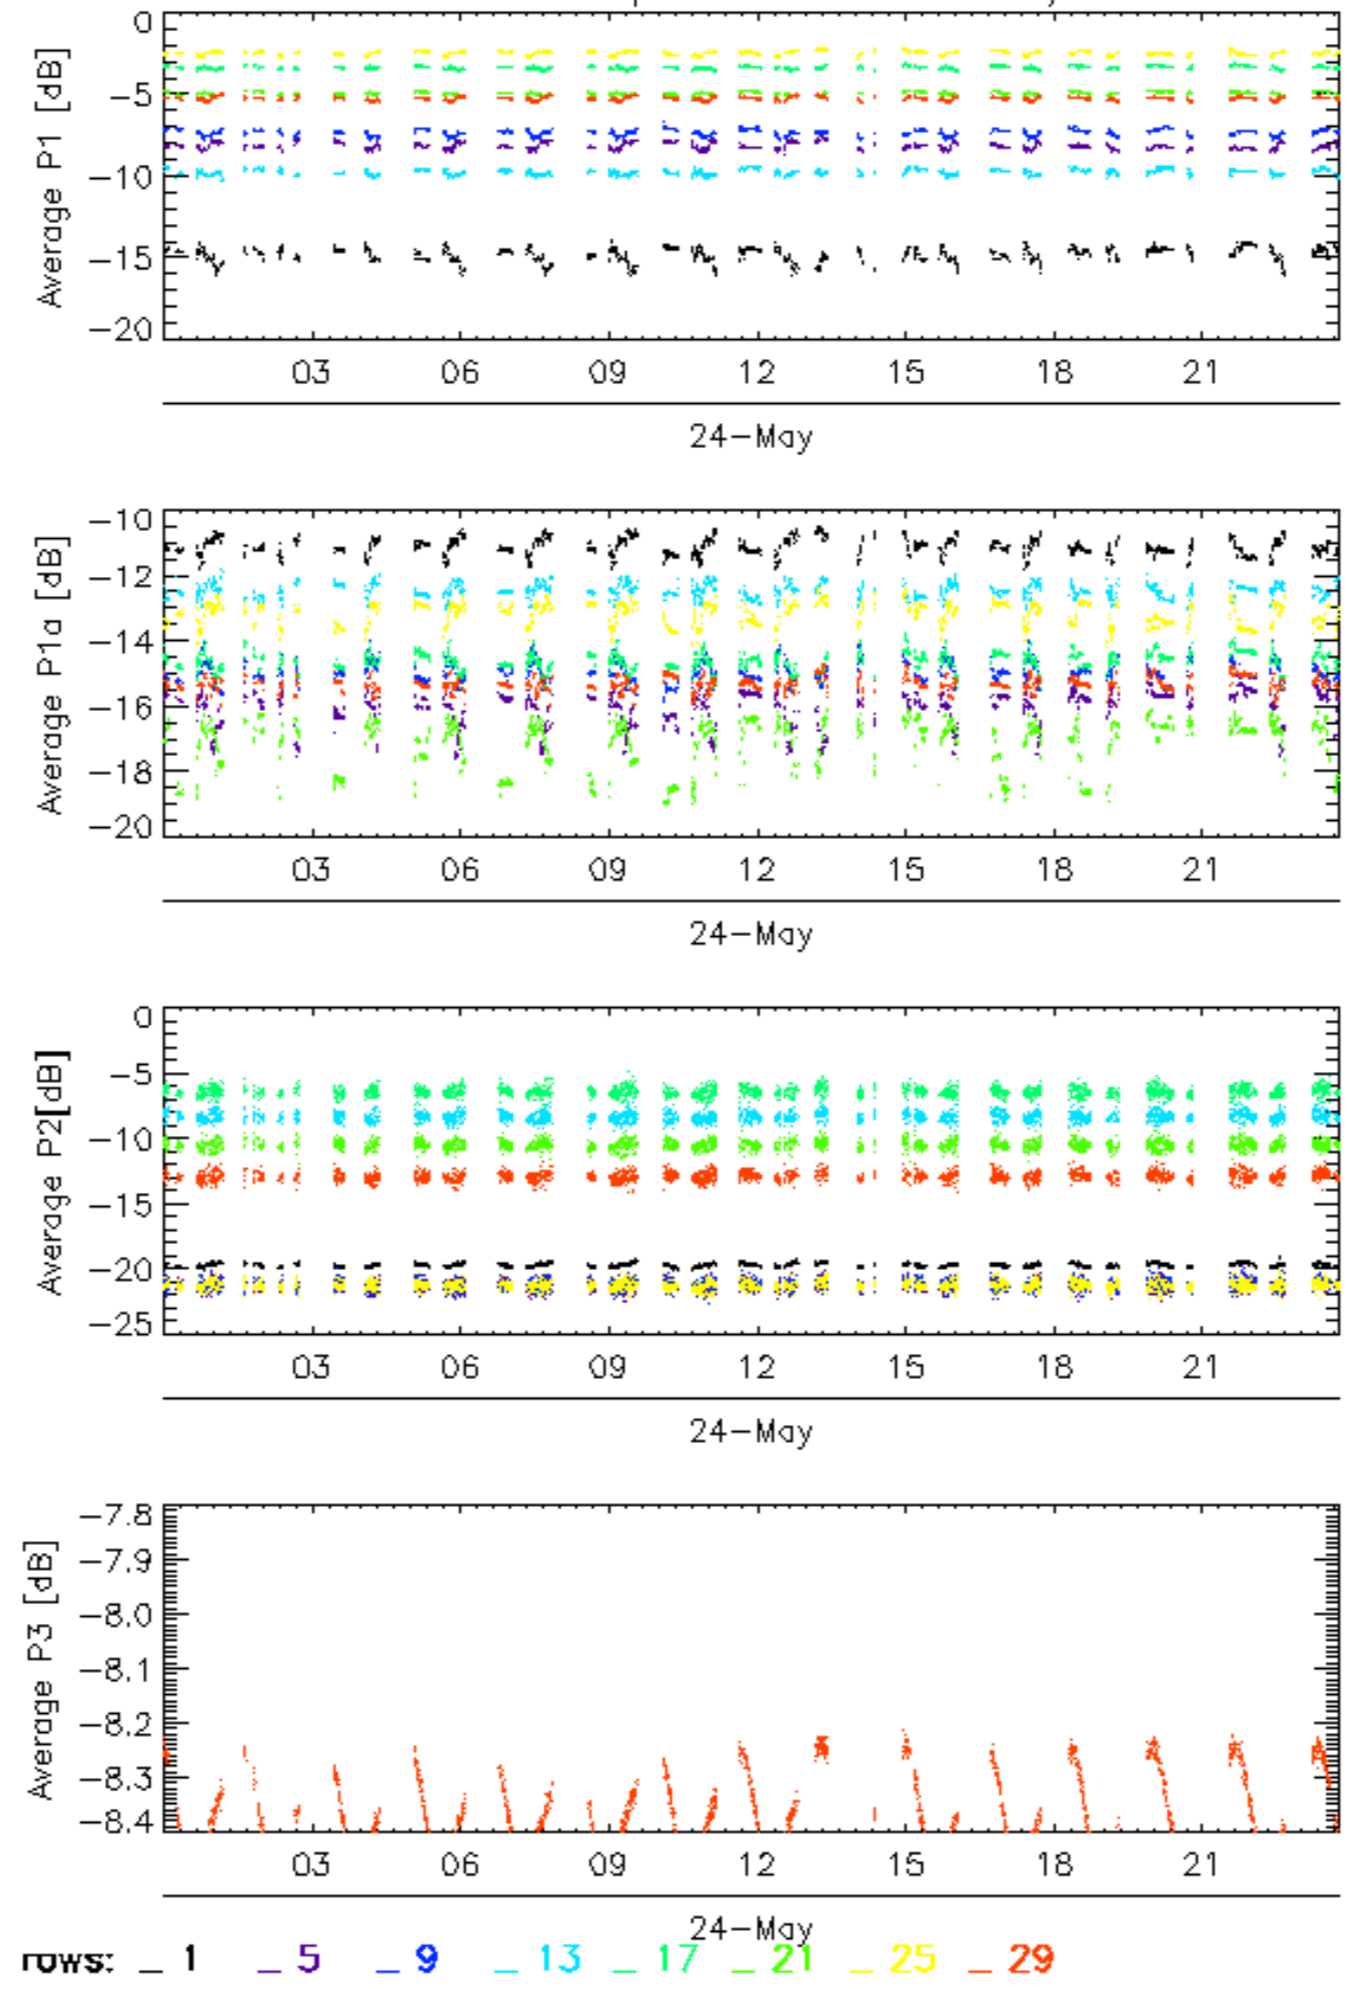 0
−5
−10
−15
−20
Average P1 [dB]
03 06 09 12 15 18 21
24−May
−10
−12
−14
−16
−18
−20
Average P1a [dB]
03 06 09 12 15 18 21
24−May
0
−5
−10
−15
−20
−25
Average P2[dB]
03 06 09 12 15 18 21
24−May
−7.8
−7.9
−8.0
−8.1
−8.2
−8.3
−8.4
Average P3 [dB]
03 06 09 12 15 18 21
24−May
rows: _ 1 _ 5 _ 9 _ 13 _ 17 _ 21 _ 25 _ 29